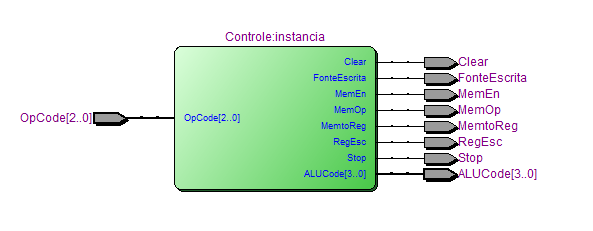 Controle:instancia
Clear Clear
FonteEscrita FonteEscrita
MemEn MemEn
MemOp MemOp
OpCode[2..0] OpCode[2..0]
MemtoReg MemtoReg
RegEsc RegEsc
Stop Stop
ALUCode[3..0] ALUCode[3..0]